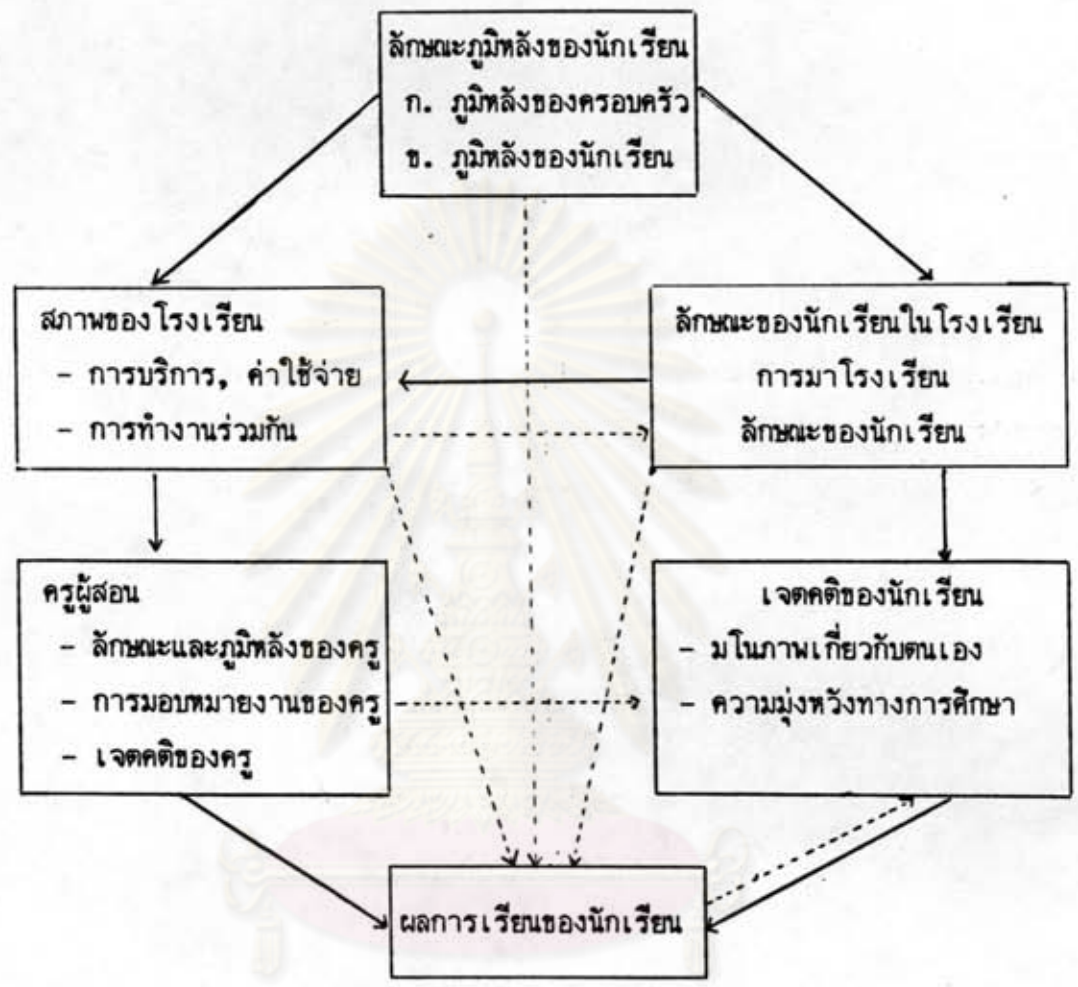 ลักษณะภูมิหลังของนักเรียน
ก. ภูมิหลังของครอบครัว
ข. ภูมิหลังของนักเรียน
สภาพของโรงเรียน
- การบริการ, ค่าใช้จ่าย
- การทำงานร่วมกัน
ลักษณะของนักเรียนในโรงเรียน
การมาโรงเรียน
ลักษณะของนักเรียน
ครูผู้สอน
- ลักษณะและภูมิหลังของครู
- การมอบหมายงานของครู
- เจตคติของครู
เจตคติของนักเรียน
- มโนภาพเกี่ยวกับตนเอง
- ความมุ่งหวังทางการศึกษา
ผลการเรียนของนักเรียน